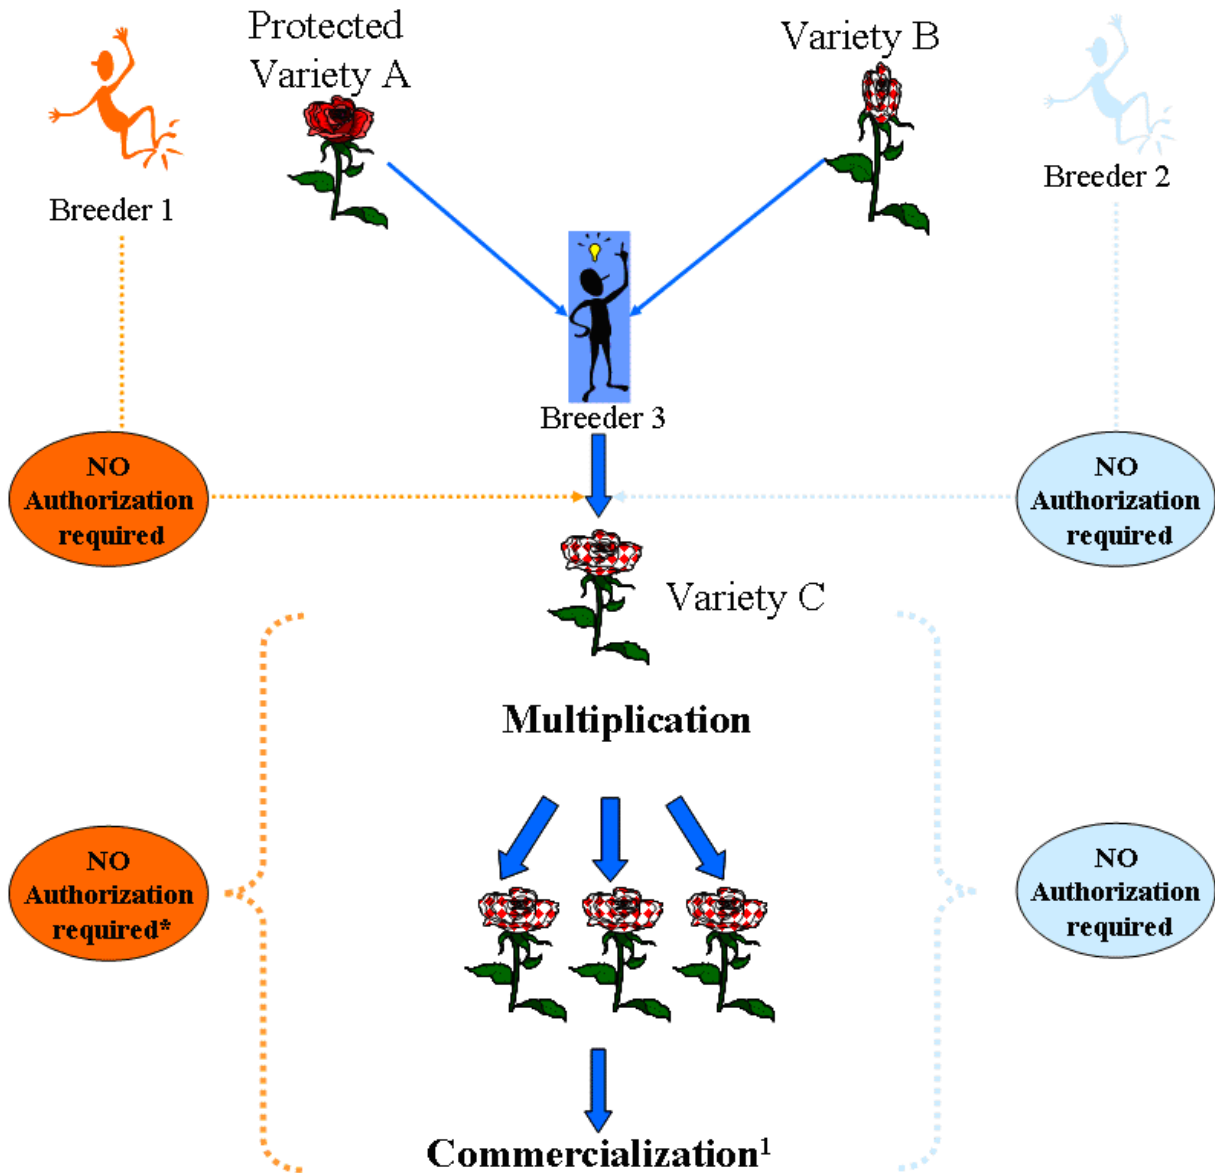 Protected
Variety A
Variety B
Breeder 1
Breeder 2
Breeder 3
NO
Authorization
required
NO
Authorization
required
Variety C
Multiplication
NO
Authorization
required*
NO
Authorization
required
Commercialization¹